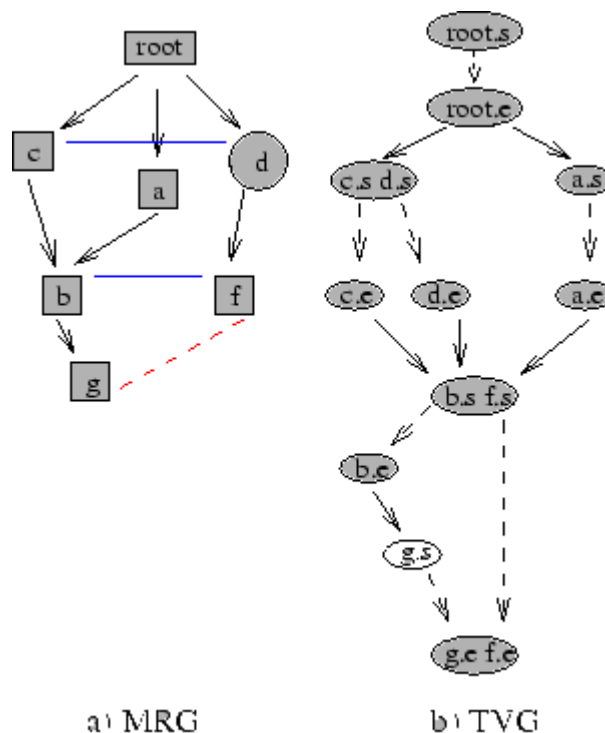 root
c
a
d
b
f
g
a) MRG
root.s
root.e
c.s d.s
a.s
c.e
d.e
a.e
b.s f.s
b.e
g.s
g.e f.e
b) TVG